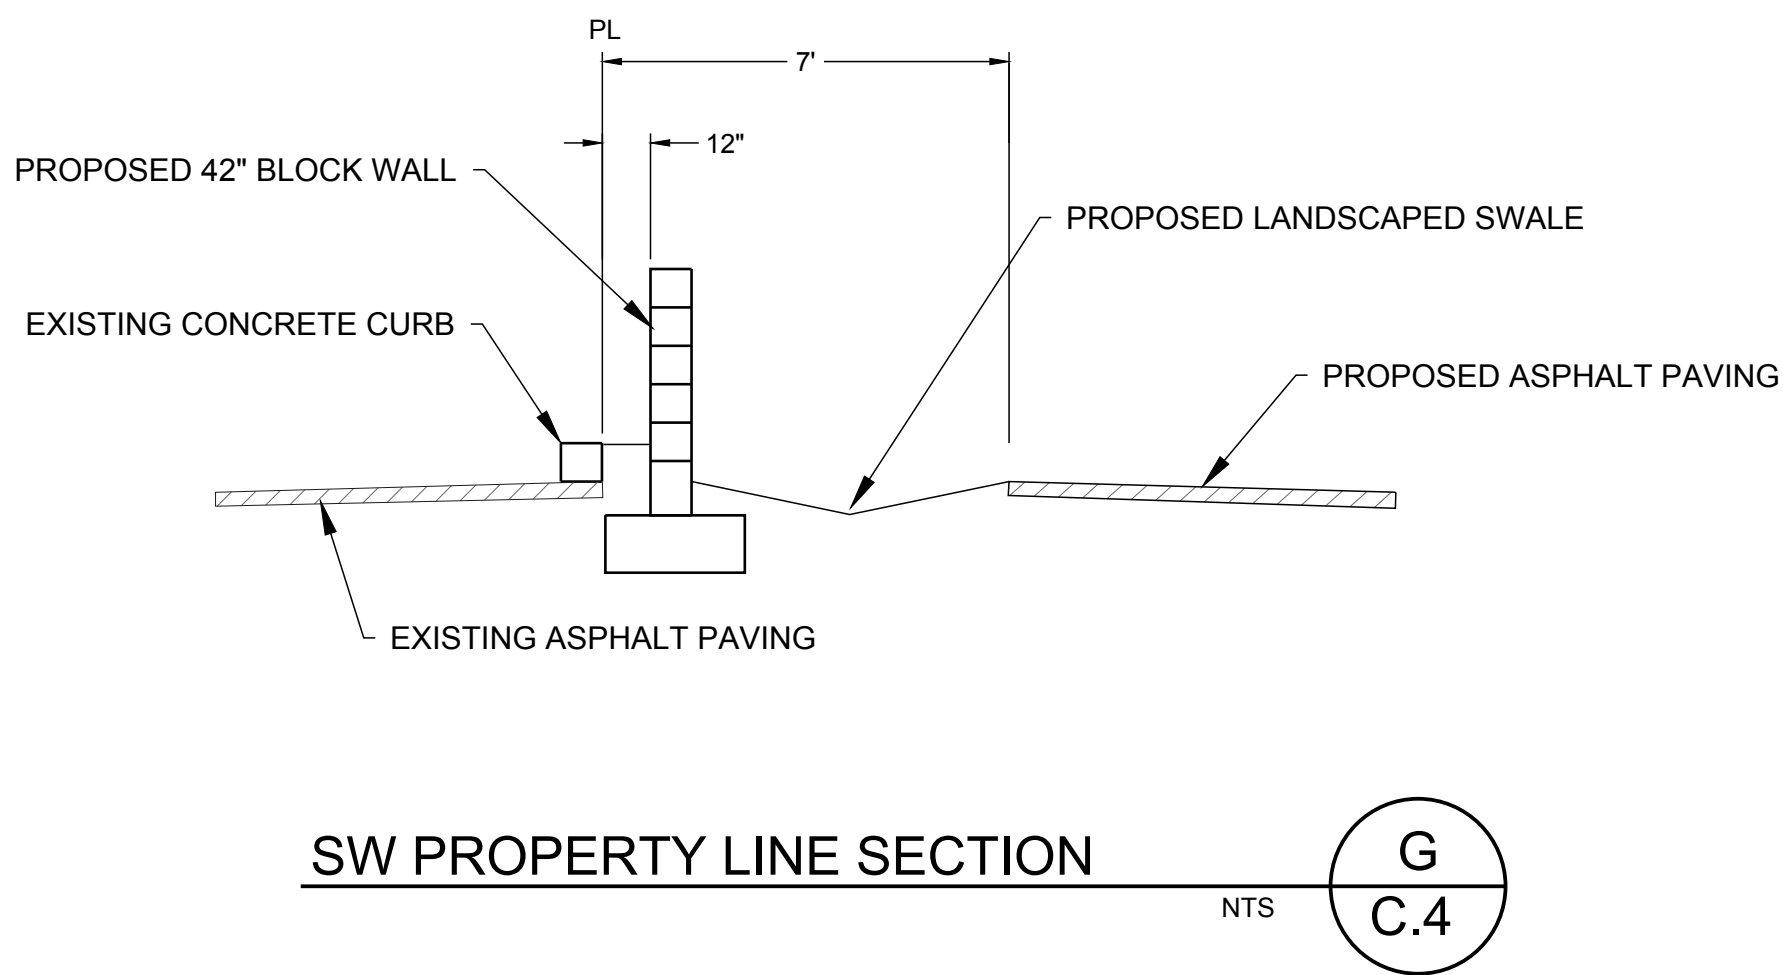 PL
7'
12"
PROPOSED 42" BLOCK WALL
PROPOSED LANDSCAPED SWALE
EXISTING CONCRETE CURB
PROPOSED ASPHALT PAVING
EXISTING ASPHALT PAVING
SW PROPERTY LINE SECTION
NTS
G
C.4